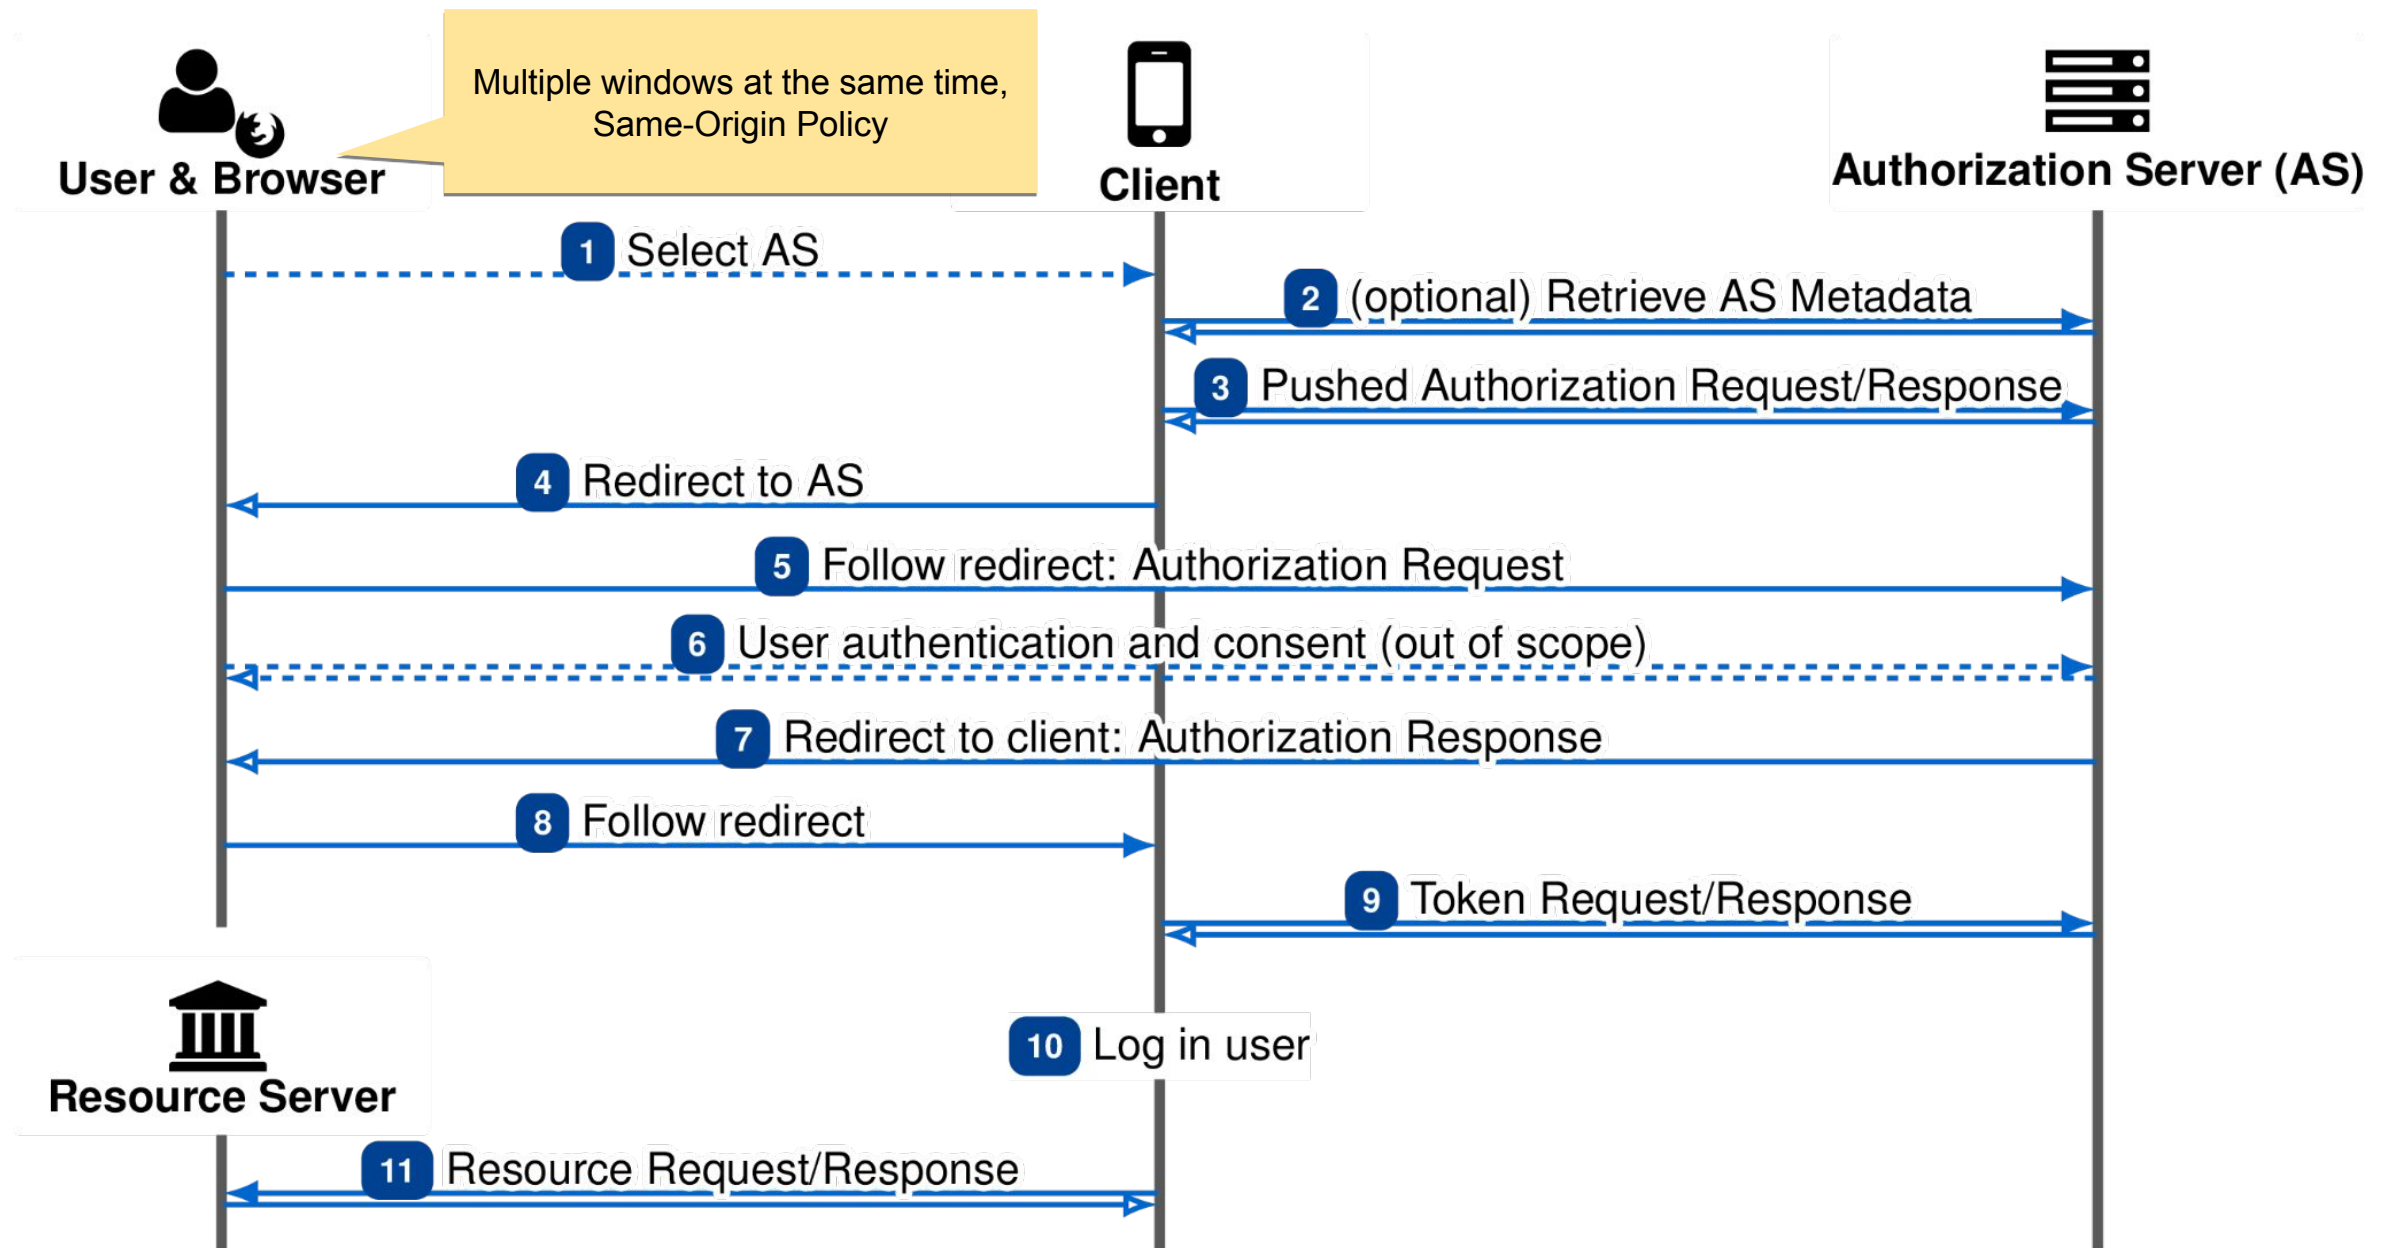 Multiple windows at the same time,
Same-Origin Policy
User & Browser
Client
Authorization Server (AS)
1 Select AS
2 (optional) Retrieve AS Metadata
3 Pushed Authorization Request/Response
4 Redirect to AS
5 Follow redirect: Authorization Request
6 User authentication and consent (out of scope)
7 Redirect to client: Authorization Response
8 Follow redirect
9 Token Request/Response
10 Log in user
Resource Server
11 Resource Request/Response